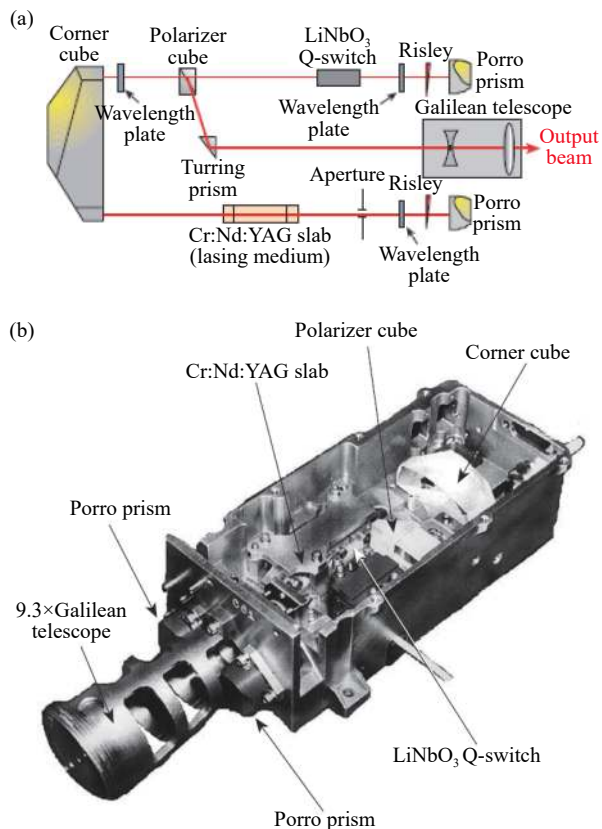 (a)
Corner
cube
Polarizer
cube
LiNbO3
Q-switch
Risley
Porro
prism
Wavelength
plate
Wavelength
plate
Galilean telescope
Turring
prism
Output
beam
Aperture
Risley
Porro
prism
Cr:Nd:YAG slab
(lasing medium)
Wavelength
plate
(b)
Polarizer cube
Corner cube
Cr:Nd:YAG slab
Porro prism
9.3×Galilean
telescope
LiNbO3 Q-switch
Porro prism